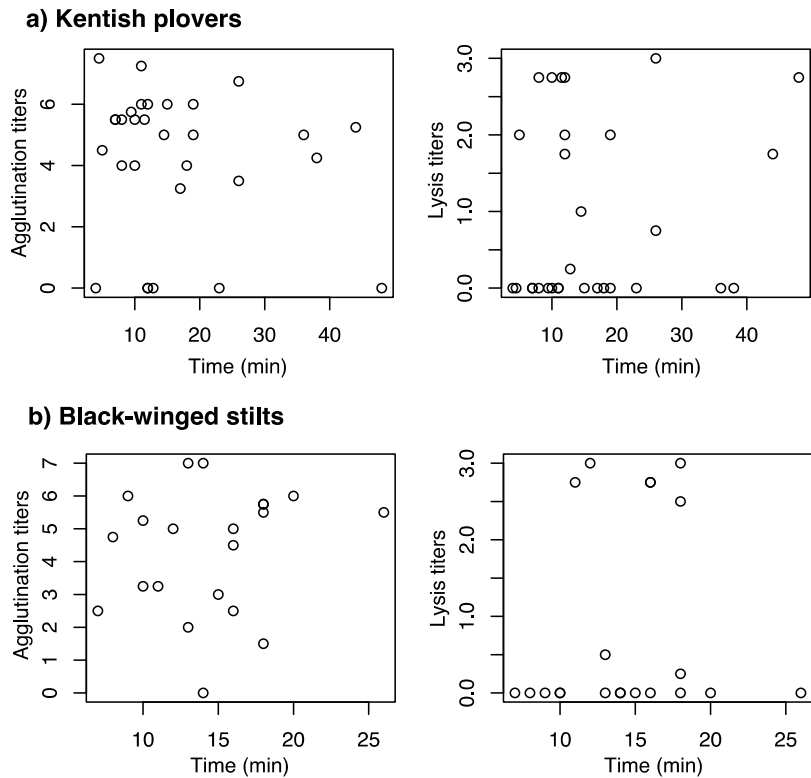 a) Kentish plovers
Agglutination titers
0 2 4 6
10 20 30 40
Time (min)
Lysis titers
0.0 1.0 2.0 3.0
10 20 30 40
Time (min)
b) Black-winged stilts
Agglutination titers
0 1 2 3 4 5 6 7
10 15 20 25
Time (min)
Lysis titers
0.0 1.0 2.0 3.0
10 15 20 25
Time (min)